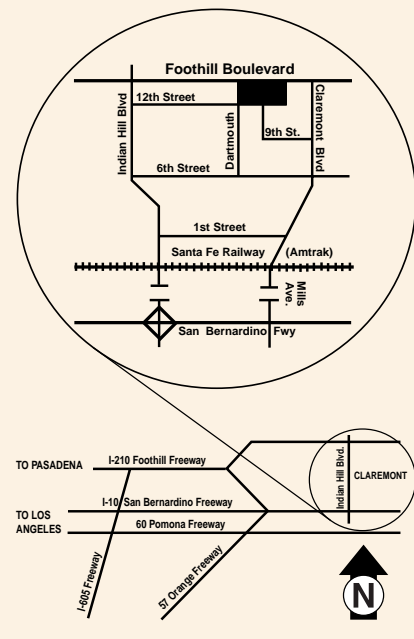 Foothill Boulevard
Indian Hill Blvd
12th Street
Dartmouth
9th St.
Claremont Blvd
6th Street
1st Street
Santa Fe Railway (Amtrak)
Mills
Ave.
San Bernardino Fwy
I-210 Foothill Freeway
TO PASADENA
Indian Hill Blvd.
CLAREMONT
I-10 San Bernardino Freeway
TO LOS
ANGELES
60 Pomona Freeway
I-605 Freeway
57 Orange Freeway
N